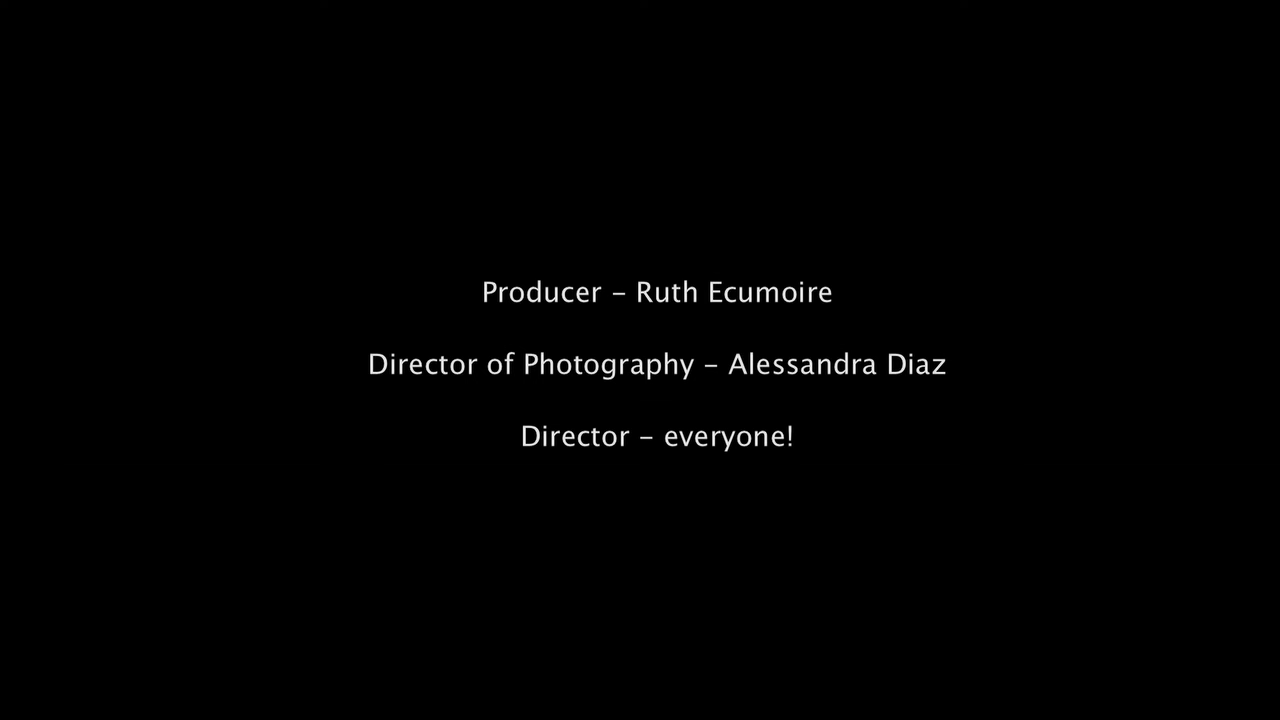 Producer – Ruth Ecumoire
Director of Photography – Alessandra Diaz
Director – everyone!